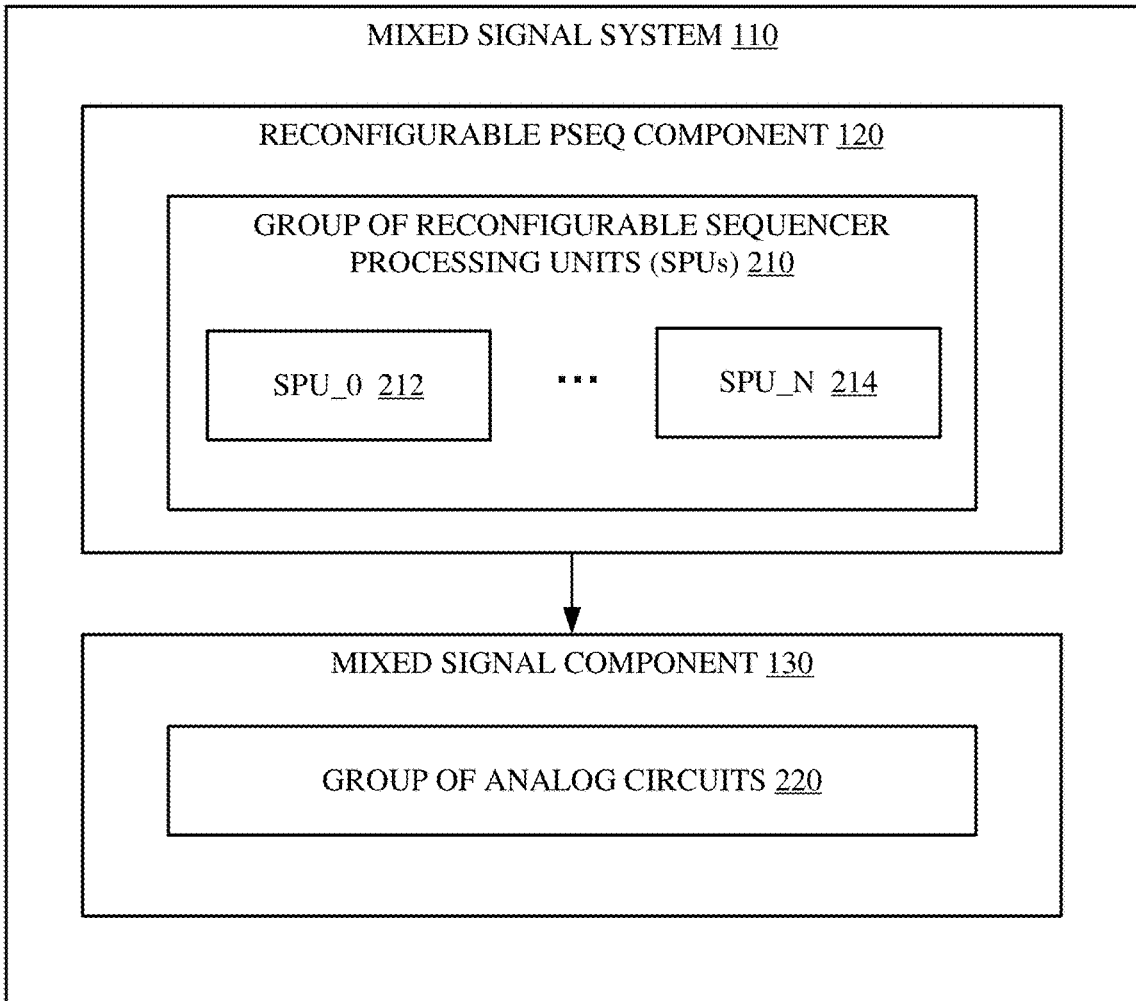 MIXED SIGNAL SYSTEM 110
RECONFIGURABLE PSEQ COMPONENT 120
GROUP OF RECONFIGURABLE SEQUENCER
PROCESSING UNITS (SPUs) 210
SPU_0 212 ... SPU_N 214
MIXED SIGNAL COMPONENT 130
GROUP OF ANALOG CIRCUITS 220